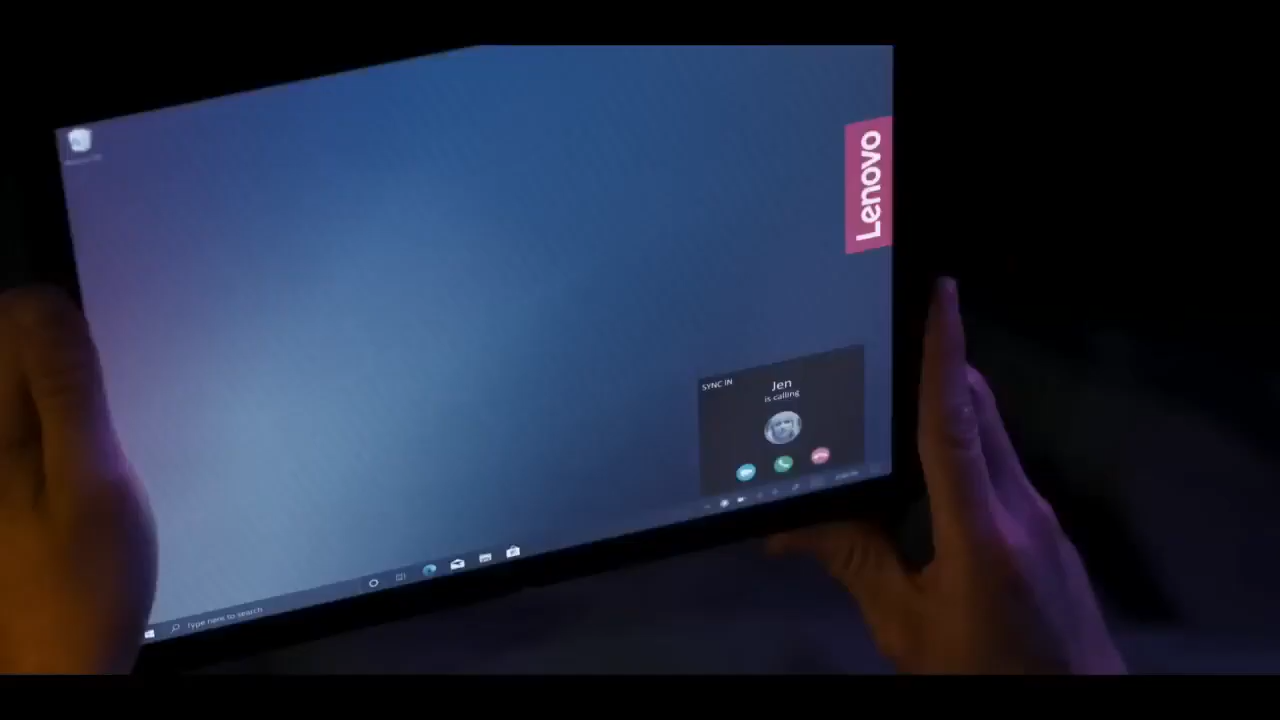 Lenovo
SYNC IN
Jen
is calling
Type here to search